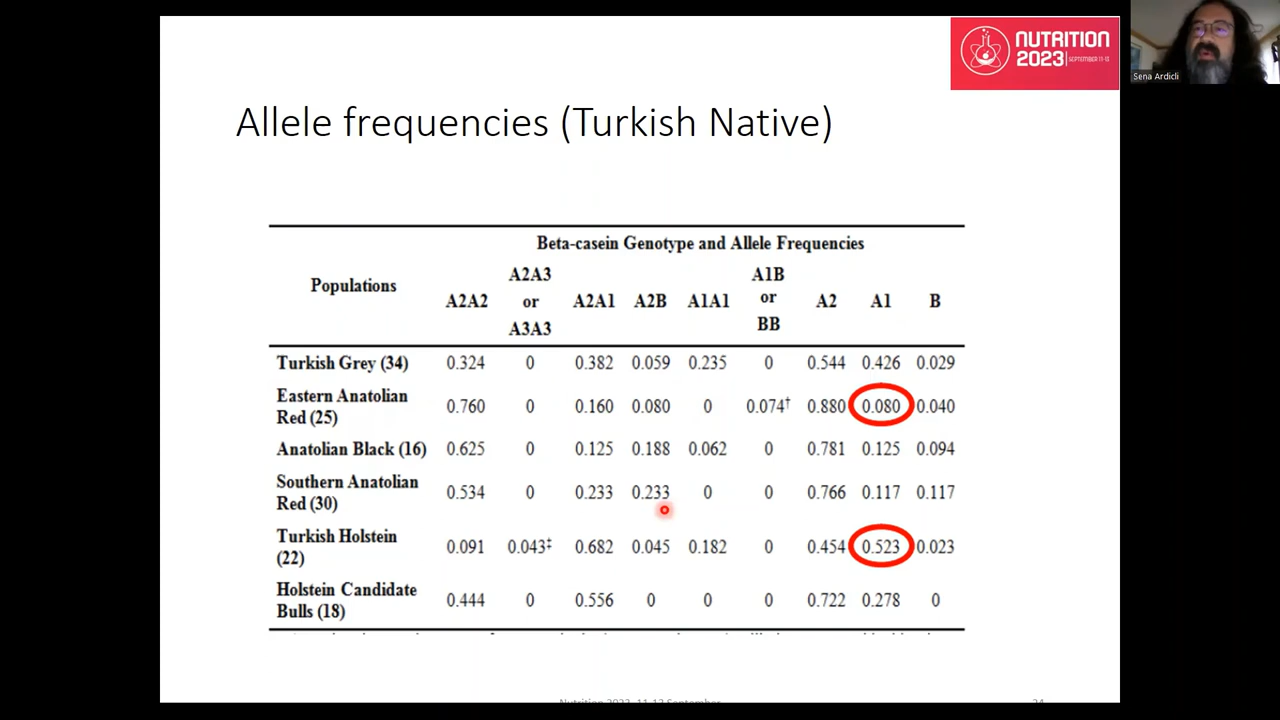 NUTRITION
2023 | SEPTEMBER 11-13
Sena Ardicli
Allele frequencies (Turkish Native)
Beta-casein Genotype and Allele Frequencies
Populations A2A2 A2A3 or A3A3 A2A1 A2B A1A1 A1B or BB A2 A1 B
Turkish Grey (34) 0.324 0 0.382 0.059 0.235 0 0.544 0.426 0.029
Eastern Anatolian Red (25) 0.760 0 0.160 0.080 0 0.074† 0.880 0.080 0.040
Anatolian Black (16) 0.625 0 0.125 0.188 0.062 0 0.781 0.125 0.094
Southern Anatolian Red (30) 0.534 0 0.233 0.233 0 0 0.766 0.117 0.117
Turkish Holstein (22) 0.091 0.043‡ 0.682 0.045 0.182 0 0.454 0.523 0.023
Holstein Candidate Bulls (18) 0.444 0 0.556 0 0 0 0.722 0.278 0